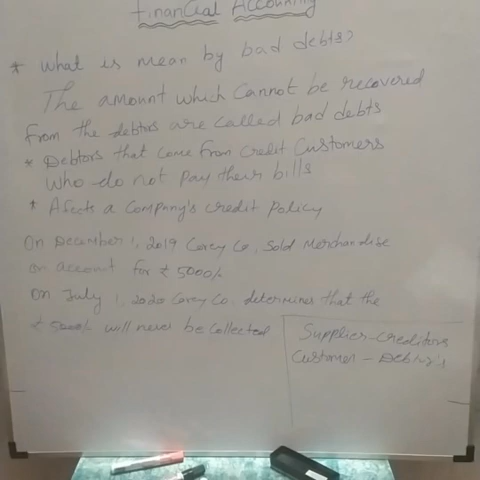 Financial Accounting
* What is mean by bad debts?
The amount which cannot be recovered
from the debtors are called bad debts
* Debtors that come from credit customers
who do not pay their bills
* Afects a company's credit policy
On December 1, 2019 Corey Co, Sold Merchandise
on account for ₹ 5000/-
On July 1, 2020 Corey Co. determines that the
₹ 5000/- will never be collected
Supplier - Creditors
Customer - Debtors